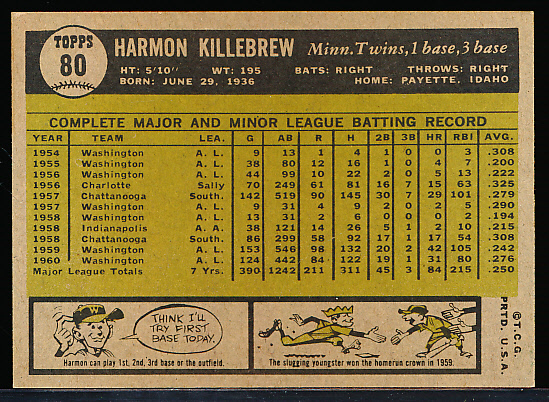 TOPPS
80
HARMON KILLEBREW Minn. Twins, 1 base, 3 base
HT: 5'10" WT: 195 BATS: RIGHT THROWS: RIGHT
BORN: JUNE 29, 1936 HOME: PAYETTE, IDAHO
COMPLETE MAJOR AND MINOR LEAGUE BATTING RECORD
YEAR TEAM LEA. G AB R H 2B 3B HR RBI AVG.
1954 Washington A. L. 9 13 1 4 1 0 0 3 .308
1955 Washington A. L. 38 80 12 16 1 0 4 7 .200
1956 Washington A. L. 44 99 10 22 2 0 5 13 .222
1956 Charlotte Sally 70 249 61 81 16 7 15 63 .325
1957 Chattanooga South. 142 519 90 145 30 7 29 101 .279
1957 Washington A. L. 9 31 4 9 2 0 2 5 .290
1958 Washington A. L. 13 31 2 6 0 0 0 2 .194
1958 Indianapolis A. A. 38 121 14 26 5 1 2 10 .215
1958 Chattanooga South. 86 299 58 92 17 1 17 54 .308
1959 Washington A. L. 153 546 98 132 20 2 42 105 .242
1960 Washington A. L. 124 442 84 122 19 1 31 80 .276
Major League Totals 7 Yrs. 390 1242 211 311 45 3 84 215 .250
W
THINK I'LL
TRY FIRST
BASE TODAY.
Harmon can play 1st, 2nd, 3rd base or the outfield.
The slugging youngster won the homerun crown in 1959.
©T.C.G.
PRTD. U.S.A.